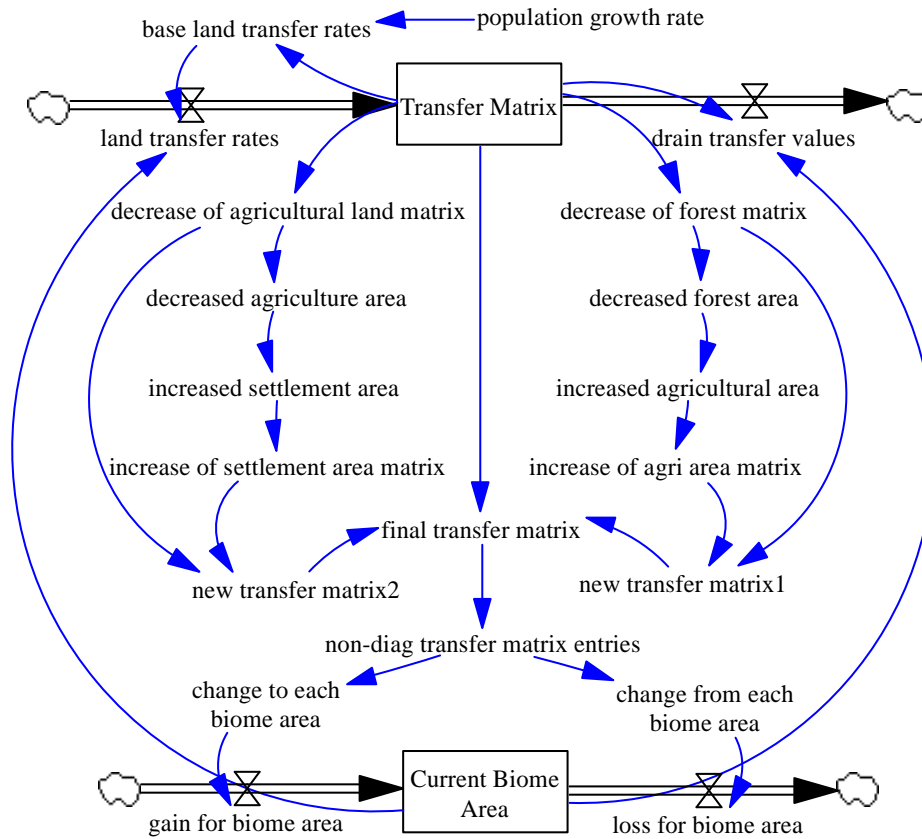 population growth rate
base land transfer rates
Transfer Matrix
land transfer rates
drain transfer values
decrease of agricultural land matrix
decrease of forest matrix
decreased agriculture area
decreased forest area
increased settlement area
increased agricultural area
increase of settlement area matrix
increase of agri area matrix
final transfer matrix
new transfer matrix2
new transfer matrix1
non-diag transfer matrix entries
change to each
biome area
change from each
biome area
Current Biome
Area
gain for biome area
loss for biome area